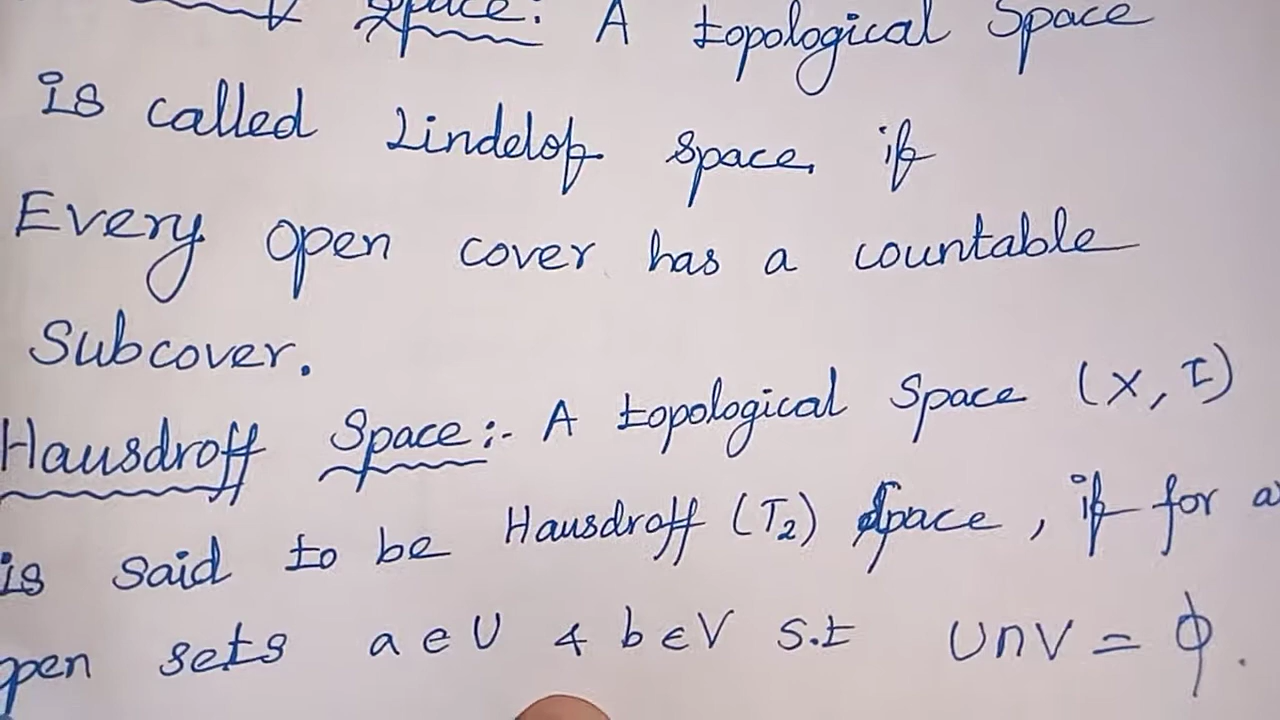 Space: A topological Space
is called Lindelof space, if
Every open cover has a countable
Subcover.
Hausdroff Space:- A topological Space (X, τ)
is said to be Hausdroff (T₂) Space, if for a
pen sets a ∈ U & b ∈ V s.t U∩V = ϕ.